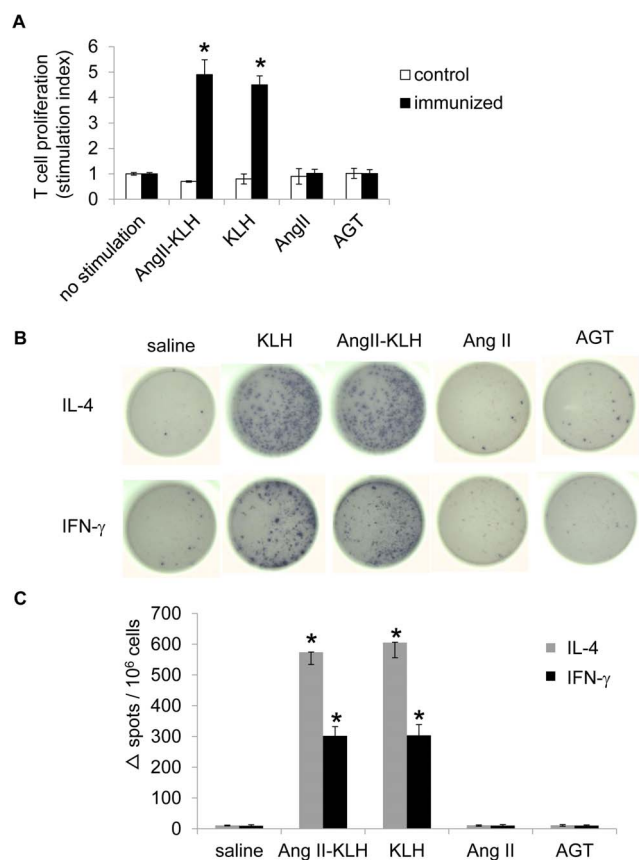 A
T cell proliferation
(stimulation index)
6
5
4
3
2
1
0
*
*
control
immunized
no stimulation
AngII-KLH
KLH
AngII
AGT
B
saline
KLH
AngII-KLH
Ang II
AGT
IL-4
IFN-γ
C
△ spots / 10⁶ cells
700
600
500
400
300
200
100
0
*
*
*
*
IL-4
IFN-γ
saline
Ang II-KLH
KLH
Ang II
AGT